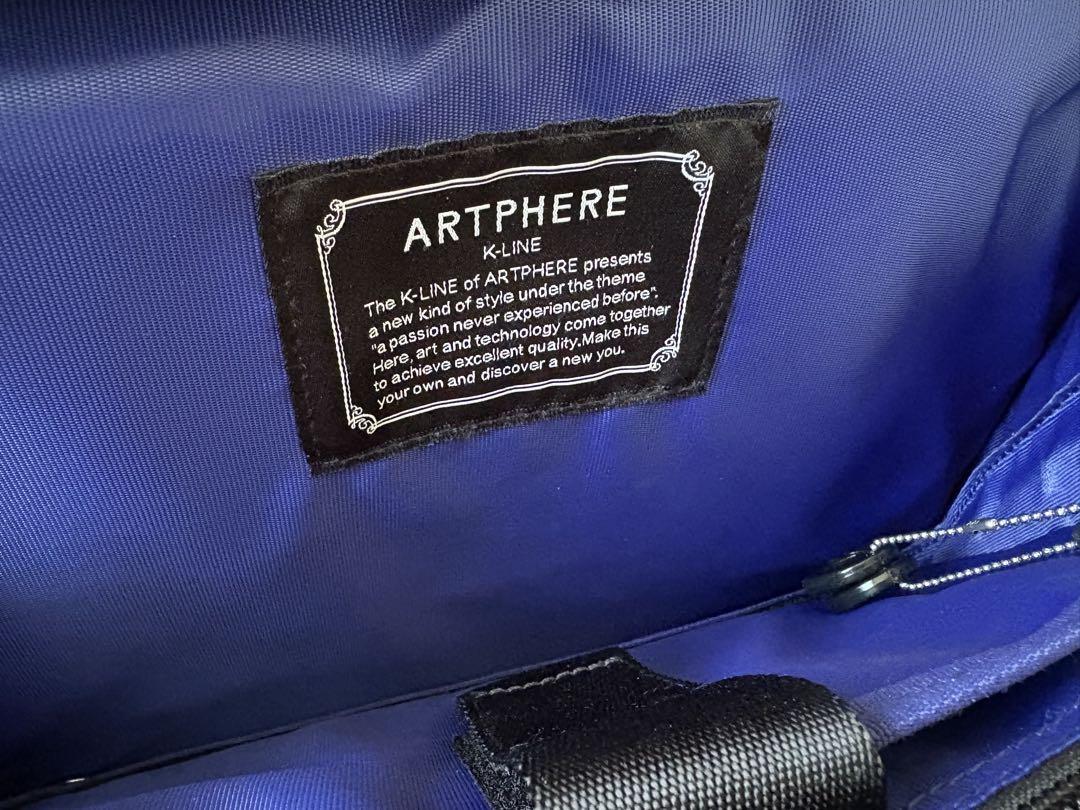 ARTPHERE
K-LINE
The K-LINE of ARTPHERE presents
a new kind of style under the theme
"a passion never experienced before".
Here, art and technology come together
to achieve excellent quality.Make this
your own and discover a new you.